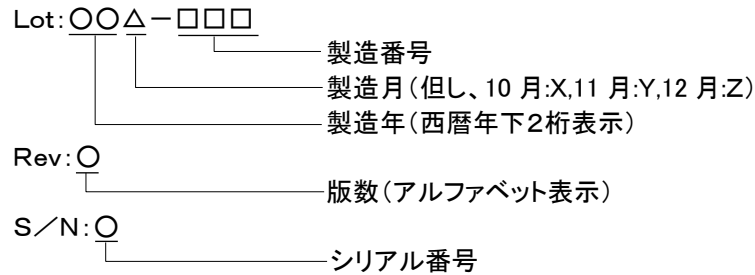 Lot:○○△－□□□
製造番号
製造月(但し、10 月:X,11 月:Y,12 月:Z)
製造年(西暦年下２桁表示)
Rev:○
版数(アルファベット表示)
S／N:○
シリアル番号